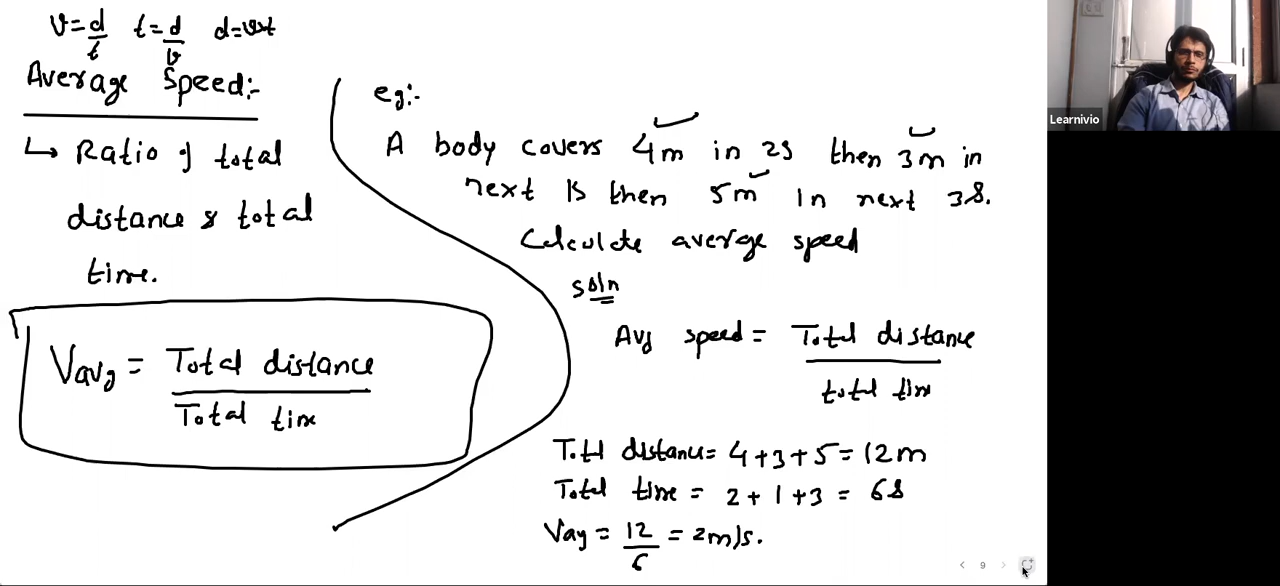 v=d/t t=d/v d=v×t
Average Speed:-
↳ Ratio of total
distance & total
time.
Vavg = Total distance / Total time
eg:-
A body covers 4m in 2s then 3m in
next 1s then 5m in next 3s.
Calculate average speed
soln
Avg speed = Total distance / total time
Total distance = 4+3+5=12m
Total time = 2+1+3 = 6s
Vav = 12/6 = 2m/s.
Learnivio
9